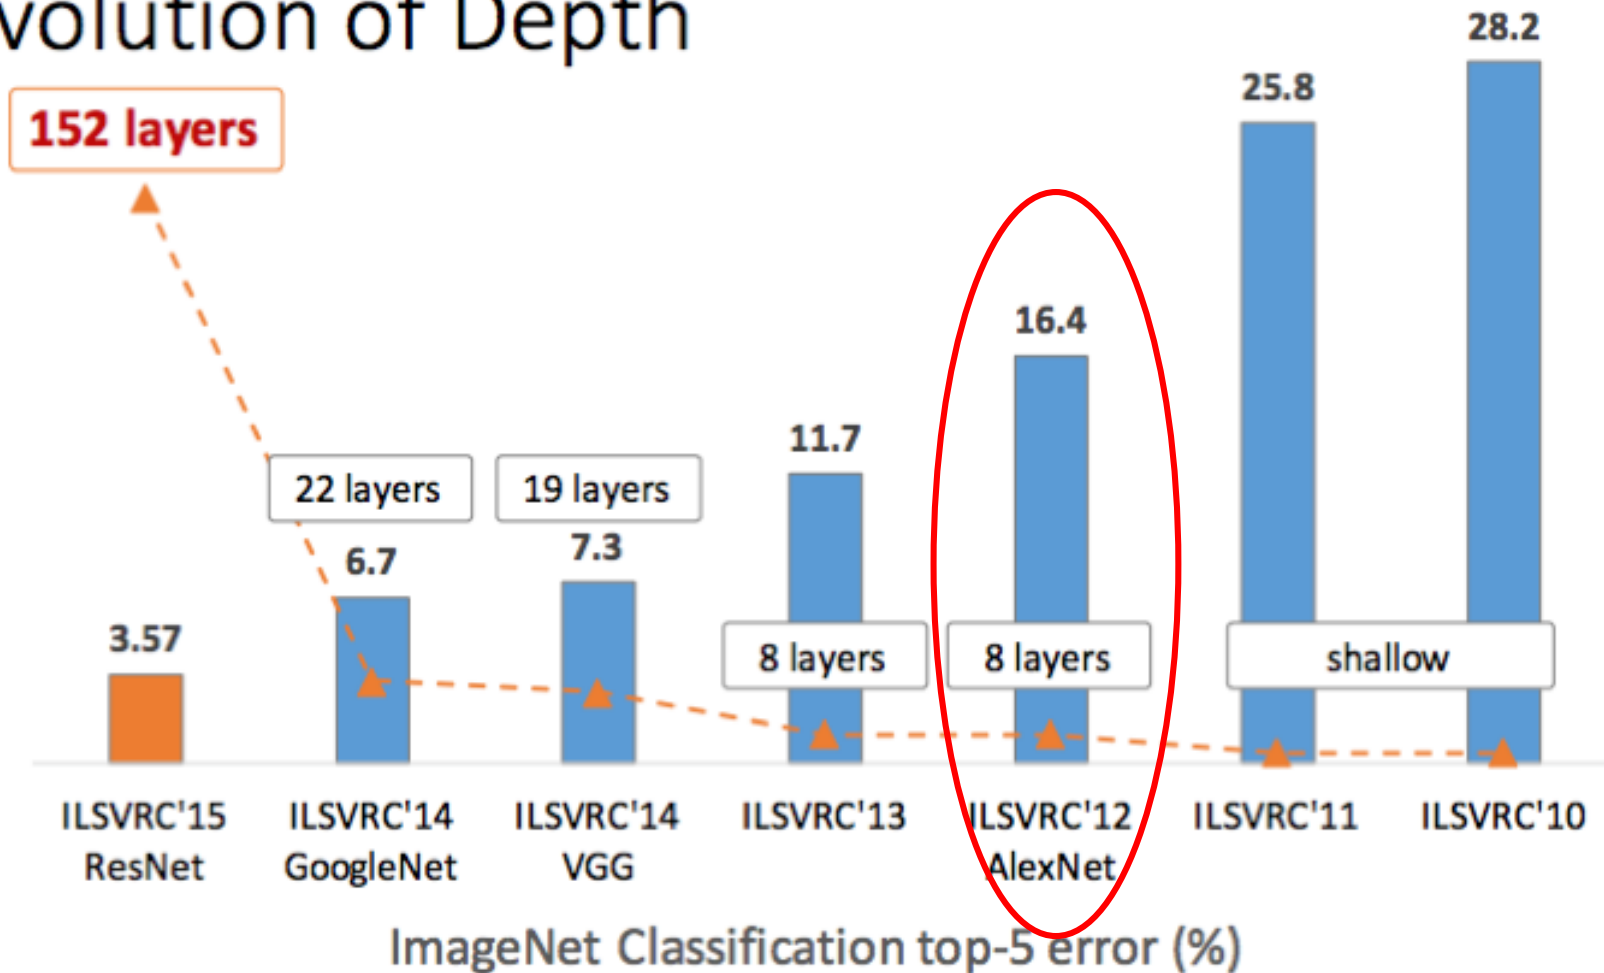 volution of Depth
28.2
25.8
152 layers
16.4
11.7
22 layers
19 layers
6.7
7.3
3.57
8 layers
8 layers
shallow
ILSVRC'15
ResNet
ILSVRC'14
GoogleNet
ILSVRC'14
VGG
ILSVRC'13
ILSVRC'12
AlexNet
ILSVRC'11
ILSVRC'10
ImageNet Classification top-5 error (%)